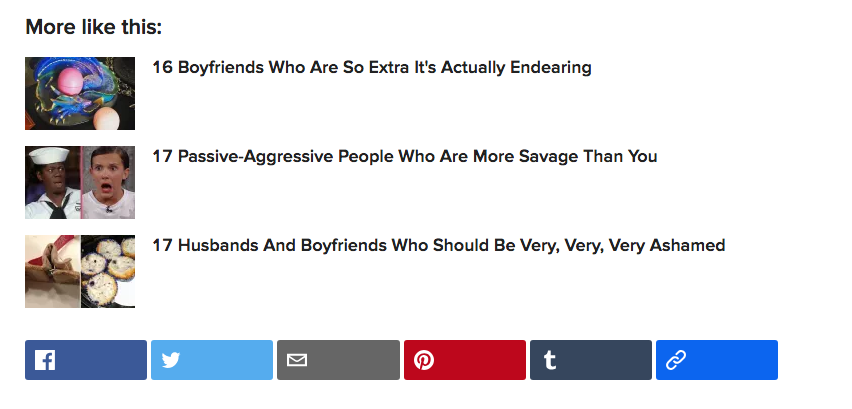 More like this:
16 Boyfriends Who Are So Extra It's Actually Endearing
17 Passive-Aggressive People Who Are More Savage Than You
17 Husbands And Boyfriends Who Should Be Very, Very, Very Ashamed